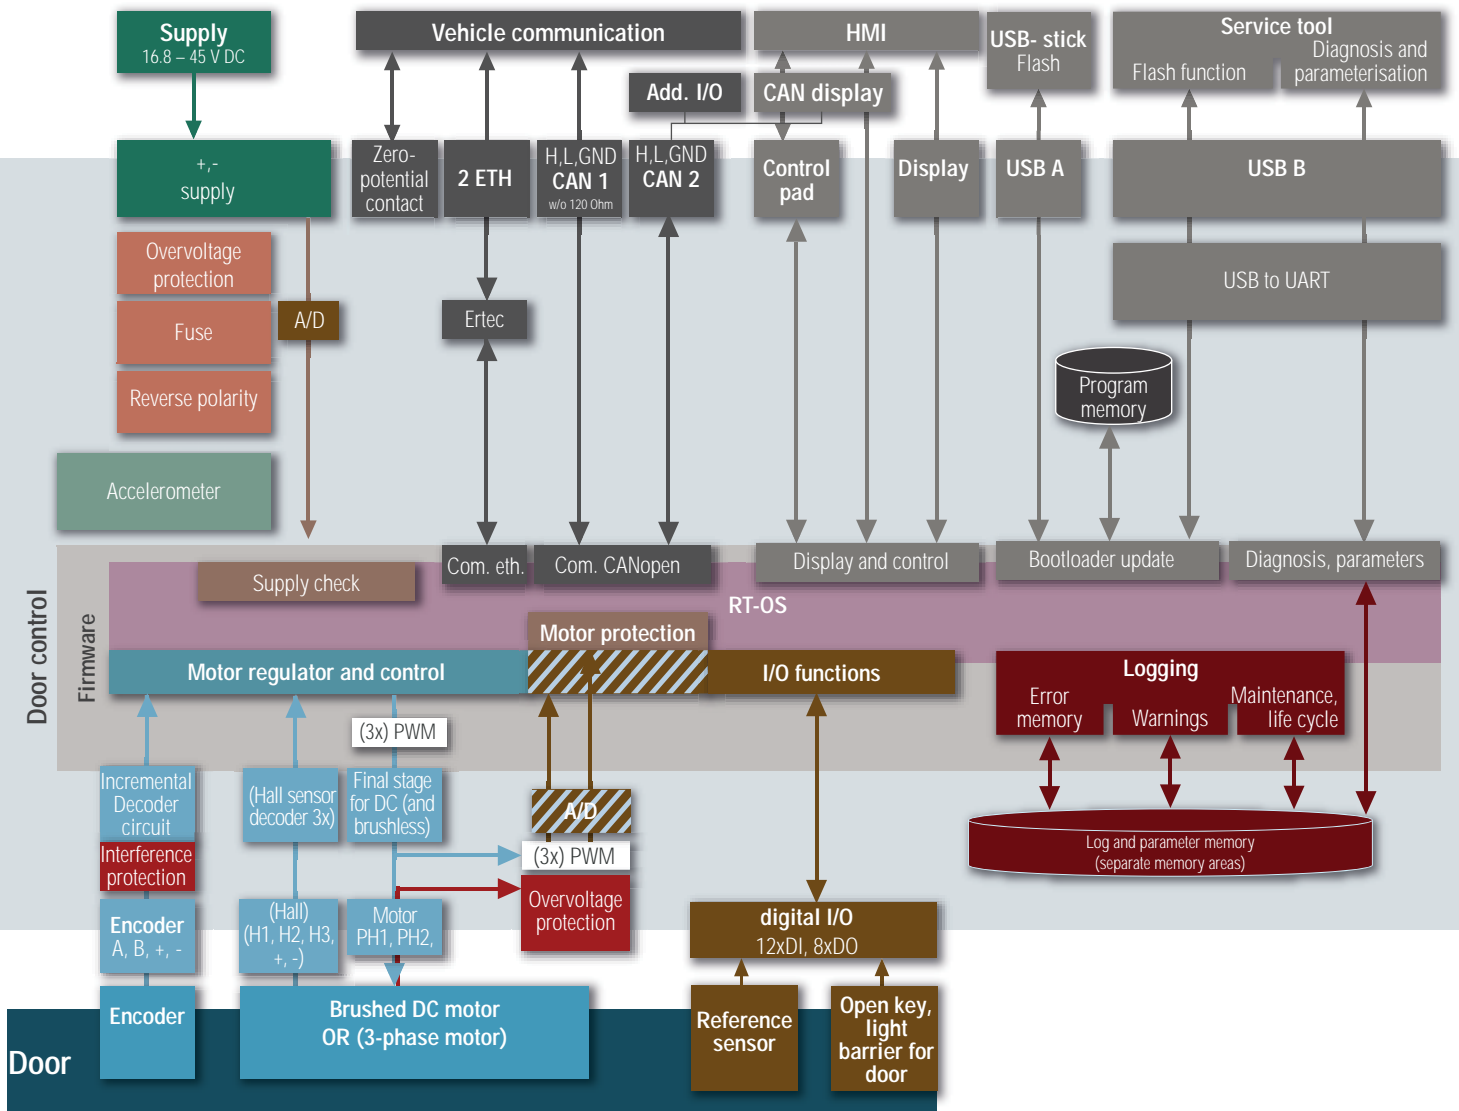 Supply
16.8 – 45 V DC
Vehicle communication
HMI
USB- stick
Flash
Service tool
Flash function
Diagnosis and
parameterisation
Add. I/O
CAN display
+,-
supply
Zero-
potential
contact
2 ETH
H,L,GND
CAN 1
w/o 120 Ohm
H,L,GND
CAN 2
Control
pad
Display
USB A
USB B
Overvoltage
protection
Fuse
A/D
Reverse polarity
Ertec
USB to UART
Program
memory
Accelerometer
Door control
Firmware
Supply check
Com. eth.
Com. CANopen
Display and control
Bootloader update
Diagnosis, parameters
RT-OS
Motor protection
Motor regulator and control
I/O functions
Logging
Error
memory
Warnings
Maintenance,
life cycle
(3x) PWM
Incremental
Decoder
circuit
(Hall sensor
decoder 3x)
Final stage
for DC (and
brushless)
A/D
Interference
protection
(3x) PWM
Log and parameter memory
(separate memory areas)
Encoder
A, B, +, -
(Hall)
(H1, H2, H3,
+, -)
Motor
PH1, PH2,
Overvoltage
protection
digital I/O
12xDI, 8xDO
Door
Encoder
Brushed DC motor
OR (3-phase motor)
Reference
sensor
Open key,
light
barrier for
door